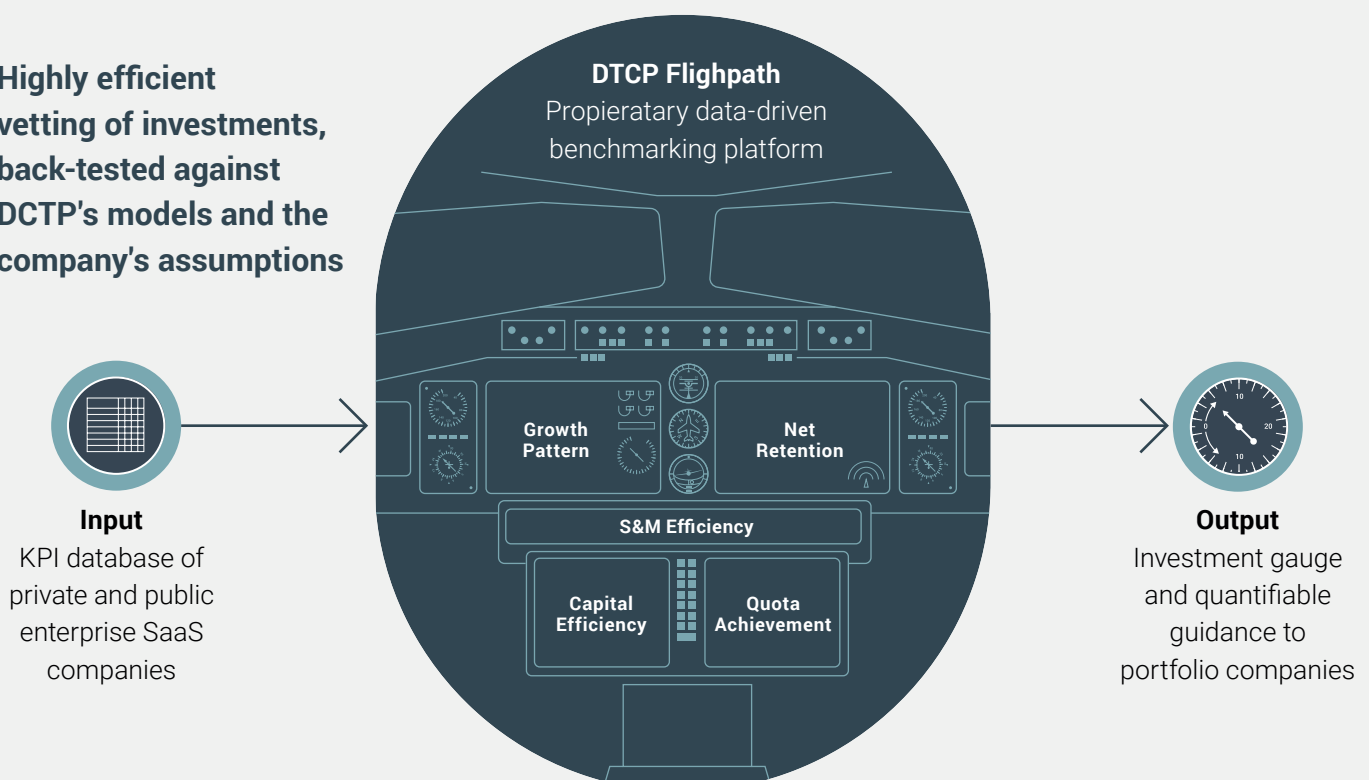 Highly efficient
vetting of investments,
back-tested against
DCTP's models and the
company's assumptions
DTCP Flighpath
Propieratary data-driven
benchmarking platform
Growth
Pattern
Net
Retention
S&M Efficiency
Capital
Efficiency
Quota
Achievement
Input
KPI database of
private and public
enterprise SaaS
companies
10
0
20
10
Output
Investment gauge
and quantifiable
guidance to
portfolio companies